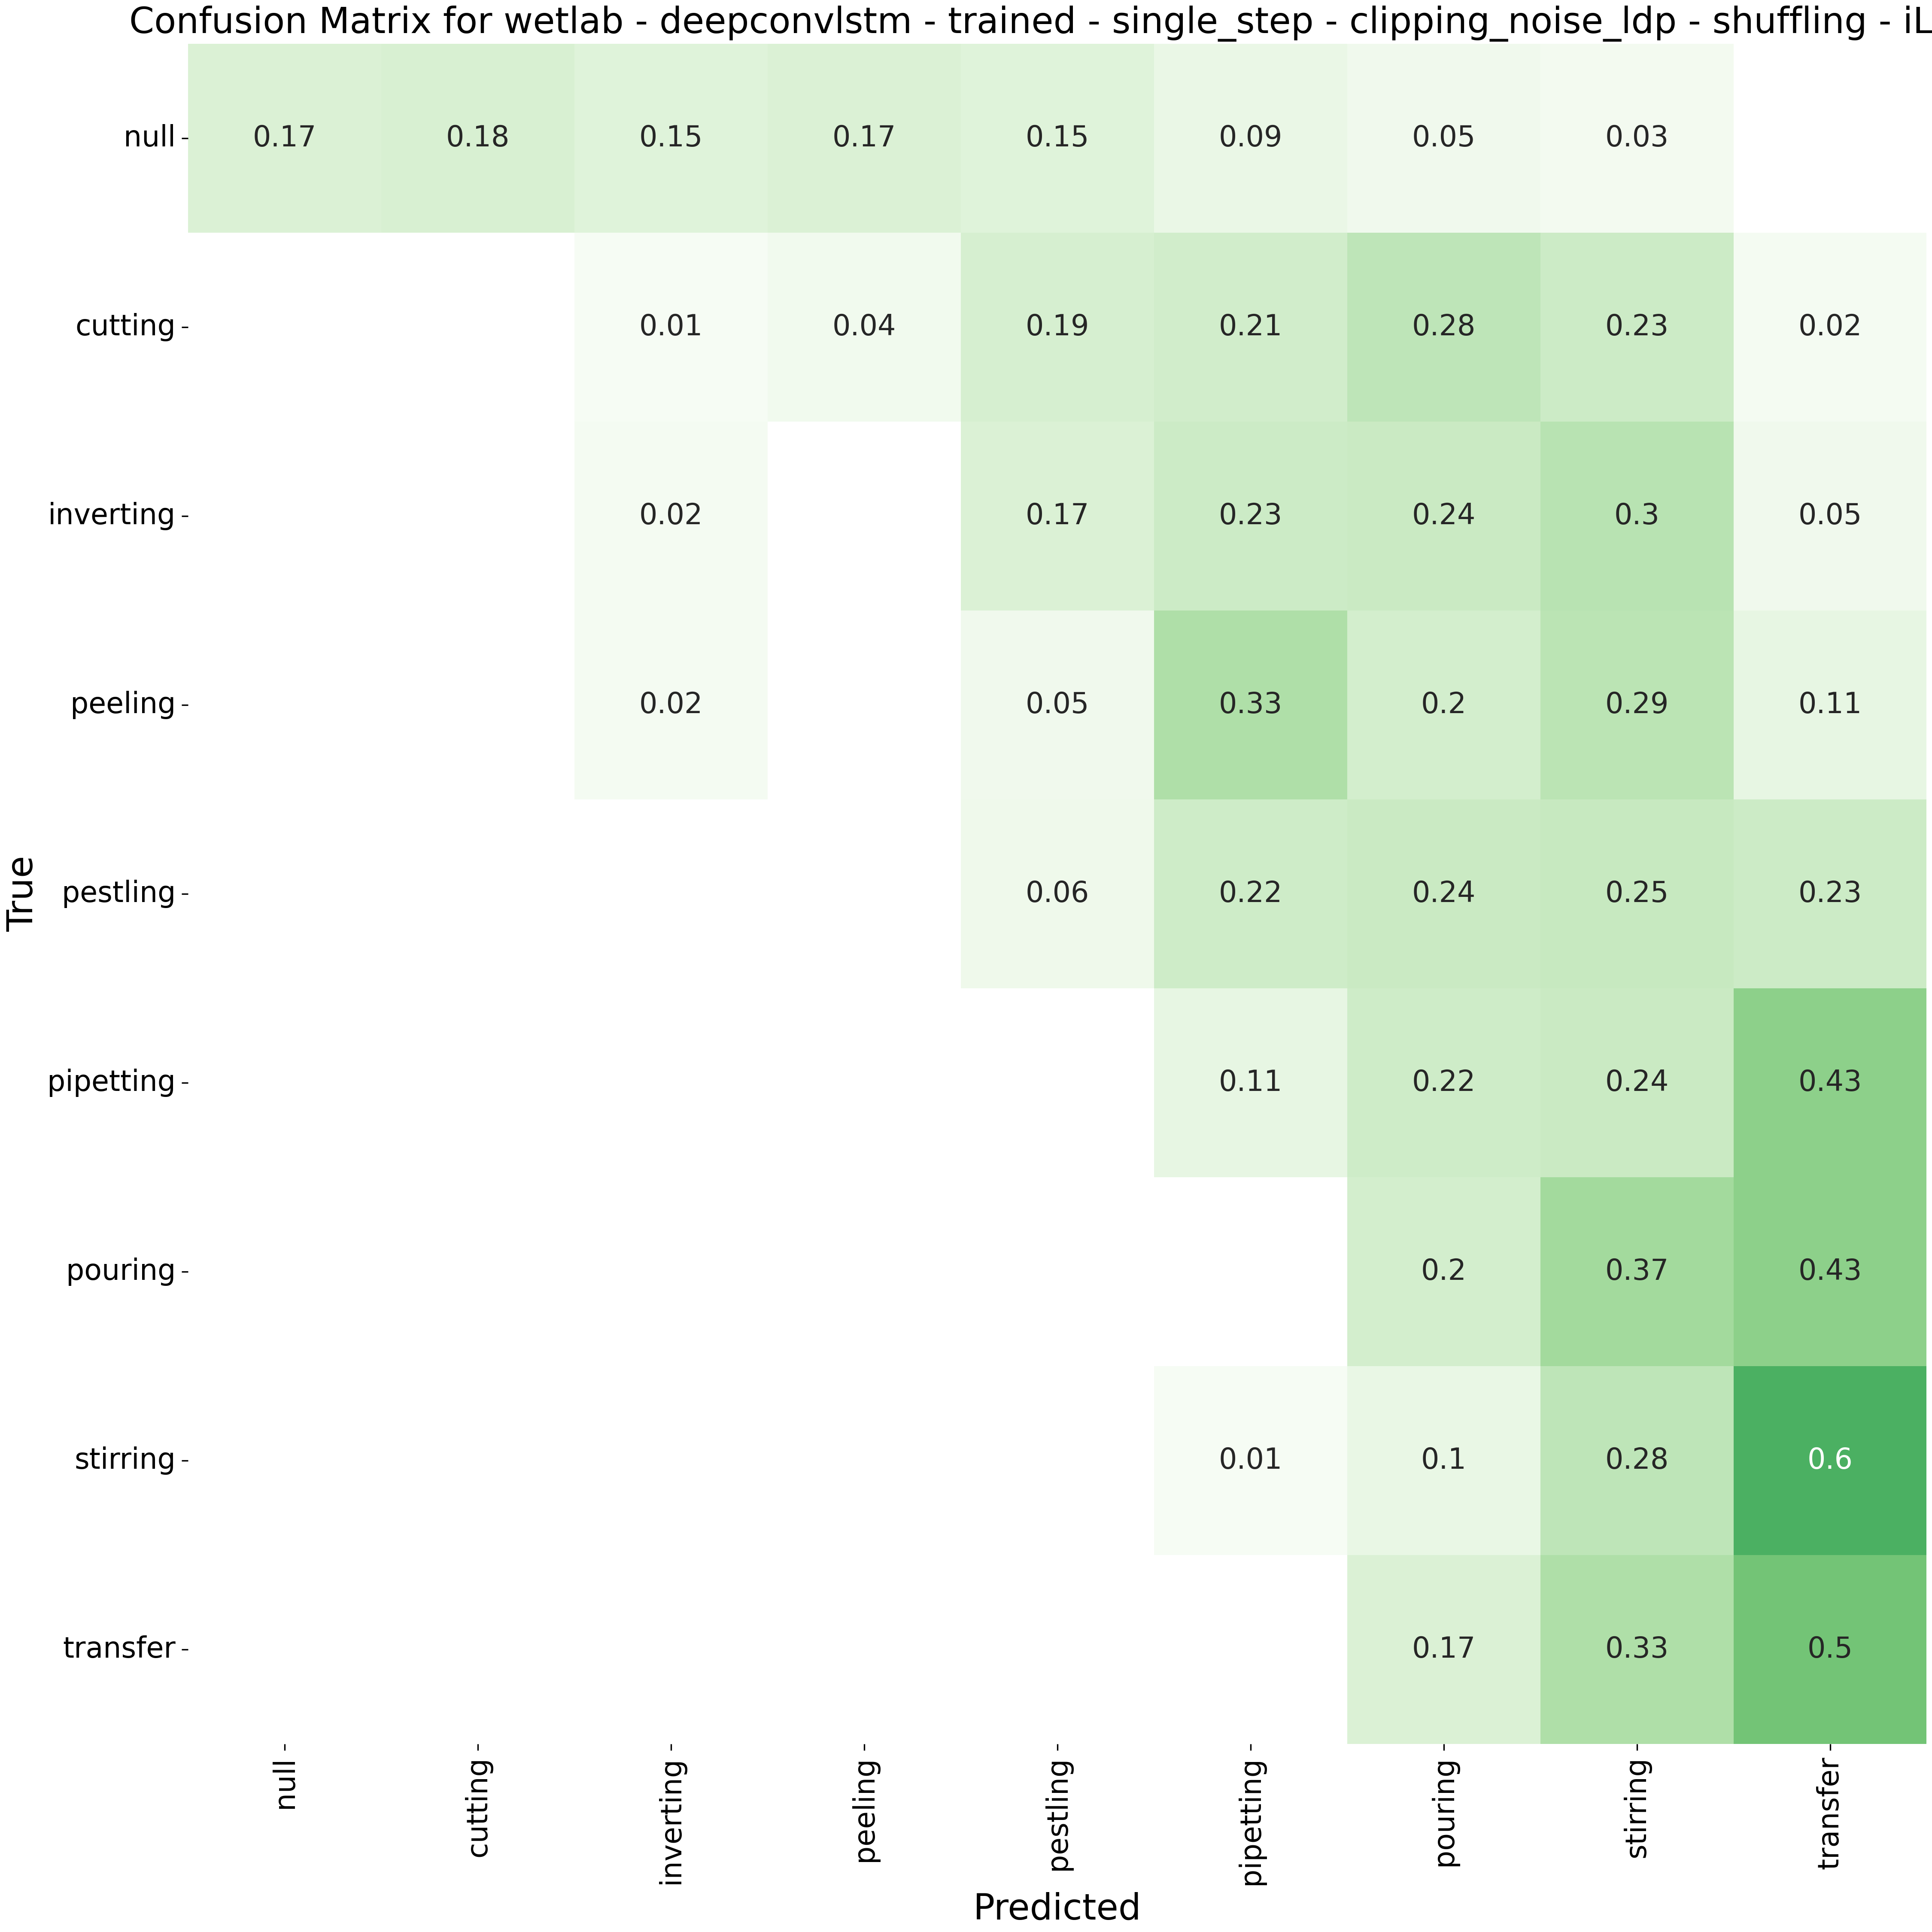 Confusion Matrix for wetlab - deepconvlstm - trained - single_step - clipping_noise_ldp - shuffling - iL
null 0.17 0.18 0.15 0.17 0.15 0.09 0.05 0.03
cutting 0.01 0.04 0.19 0.21 0.28 0.23 0.02
inverting 0.02 0.17 0.23 0.24 0.3 0.05
peeling 0.02 0.05 0.33 0.2 0.29 0.11
pestling 0.06 0.22 0.24 0.25 0.23
pipetting 0.11 0.22 0.24 0.43
pouring 0.2 0.37 0.43
stirring 0.01 0.1 0.28 0.6
transfer 0.17 0.33 0.5
True
null cutting inverting peeling pestling pipetting pouring stirring transfer
Predicted